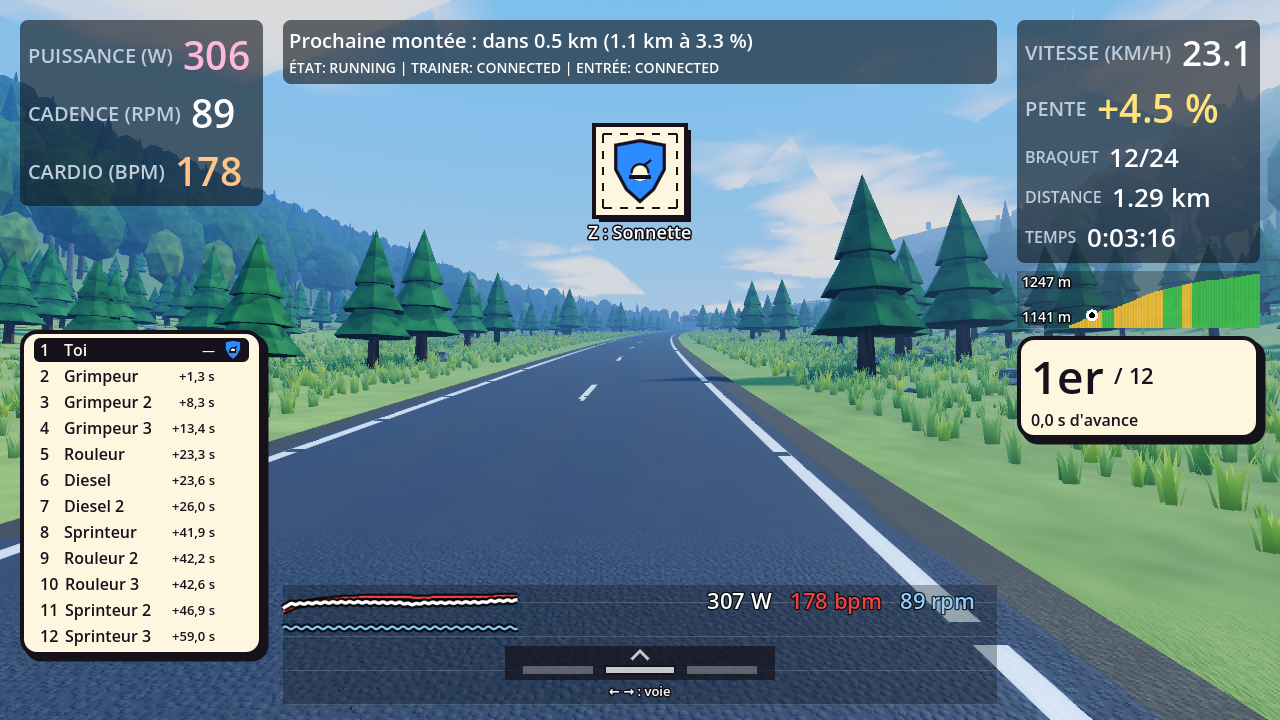 PUISSANCE (W) 306
CADENCE (RPM) 89
CARDIO (BPM) 178
Prochaine montée : dans 0.5 km (1.1 km à 3.3 %)
ÉTAT: RUNNING | TRAINER: CONNECTED | ENTRÉE: CONNECTED
Z : Sonnette
VITESSE (KM/H) 23.1
PENTE +4.5 %
BRAQUET 12/24
DISTANCE 1.29 km
TEMPS 0:03:16
1247 m
1141 m
1er / 12
0,0 s d'avance
1 Toi —
2 Grimpeur +1,3 s
3 Grimpeur 2 +8,3 s
4 Grimpeur 3 +13,4 s
5 Rouleur +23,3 s
6 Diesel +23,6 s
7 Diesel 2 +26,0 s
8 Sprinteur +41,9 s
9 Rouleur 2 +42,2 s
10 Rouleur 3 +42,6 s
11 Sprinteur 2 +46,9 s
12 Sprinteur 3 +59,0 s
307 W 178 bpm 89 rpm
← → : voie